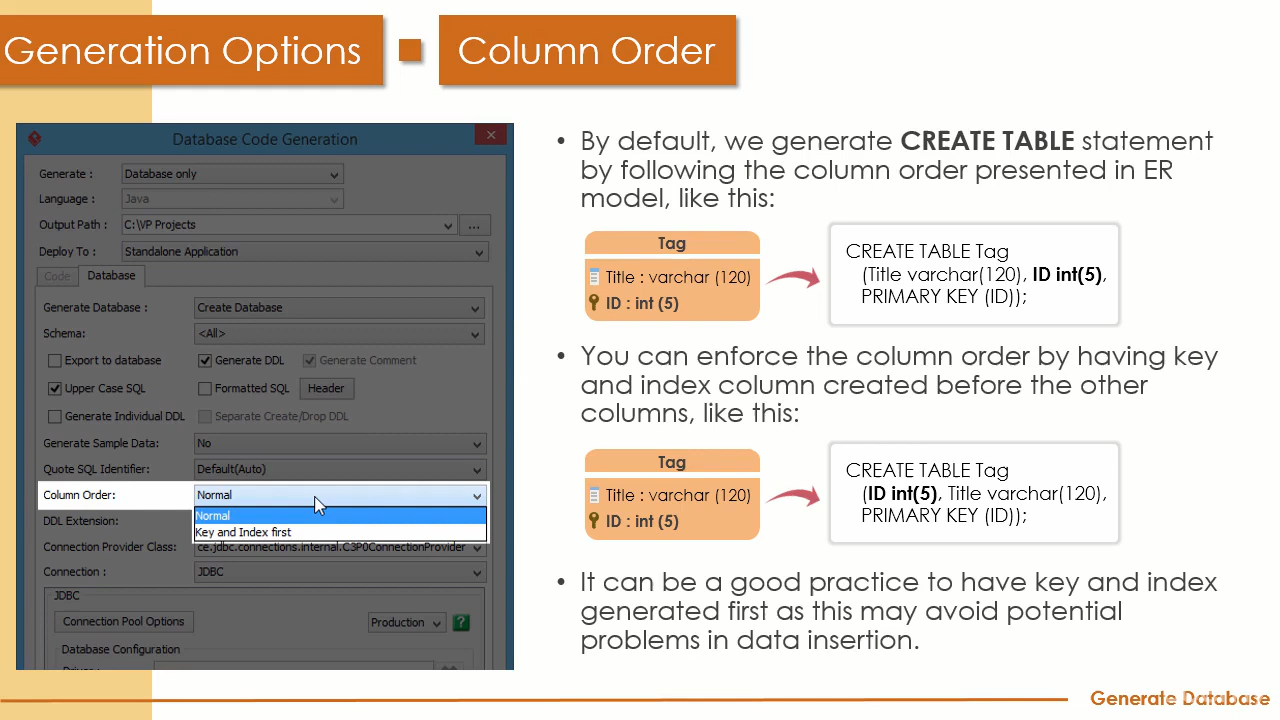 Generation Options
Column Order
Database Code Generation
Generate :
Database only
Language :
Java
Output Path :
C:\VP Projects
...
Deploy To :
Standalone Application
Code
Database
Generate Database:
Create Database
Schema:
<All>
Export to database
Generate DDL
Generate Comment
Upper Case SQL
Formatted SQL
Header
Generate Individual DDL
Separate Create/Drop DDL
Generate Sample Data:
No
Quote SQL Identifier:
Default(Auto)
Column Order:
Normal
Normal
Key and Index first
DDL Extension:
Connection Provider Class:
ce.jdbc.connections.internal.C3P0ConnectionProvider
Connection :
JDBC
JDBC
Connection Pool Options
Production
?
Database Configuration
• By default, we generate CREATE TABLE statement
by following the column order presented in ER
model, like this:
Tag
Title : varchar (120)
ID : int (5)
CREATE TABLE Tag
(Title varchar(120), ID int(5),
PRIMARY KEY (ID));
• You can enforce the column order by having key
and index column created before the other
columns, like this:
Tag
Title : varchar (120)
ID : int (5)
CREATE TABLE Tag
(ID int(5), Title varchar(120),
PRIMARY KEY (ID));
• It can be a good practice to have key and index
generated first as this may avoid potential
problems in data insertion.
Generate Database